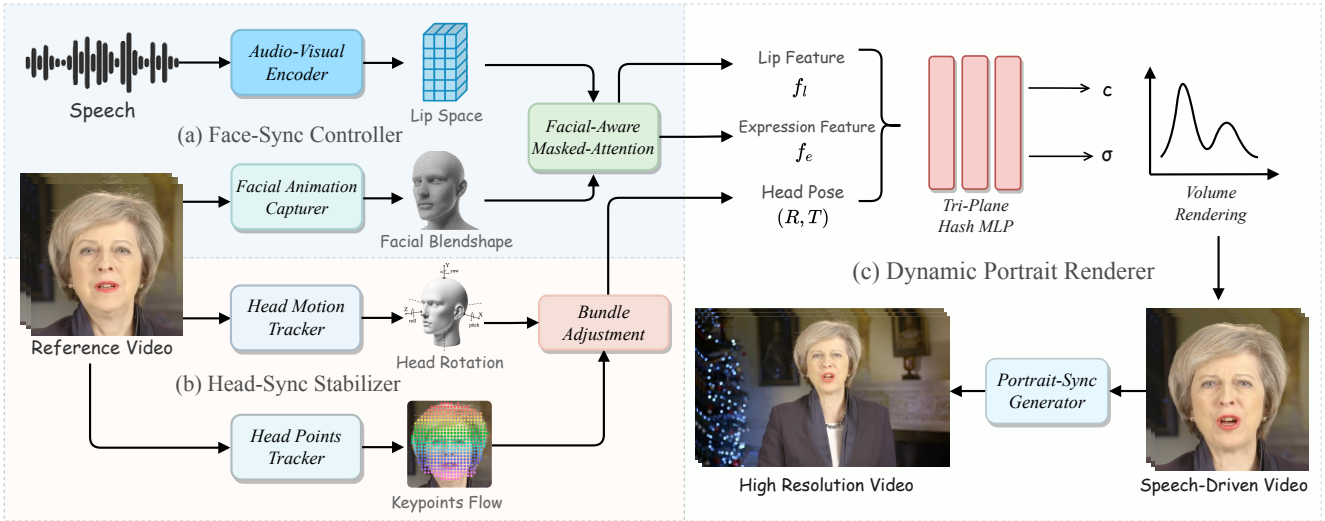 Speech
Audio-Visual
Encoder
Lip Space
(a) Face-Sync Controller
Facial-Aware
Masked-Attention
Facial Animation
Capturer
Facial Blendshape
Reference Video
Head Motion
Tracker
Y
yaw
Z
roll
X
pitch
Head Rotation
Bundle
Adjustment
(b) Head-Sync Stabilizer
Head Points
Tracker
Keypoints Flow
Lip Feature
f_l
Expression Feature
f_e
Head Pose
(R, T)
Tri-Plane
Hash MLP
c
σ
Volume
Rendering
(c) Dynamic Portrait Renderer
High Resolution Video
Portrait-Sync
Generator
Speech-Driven Video